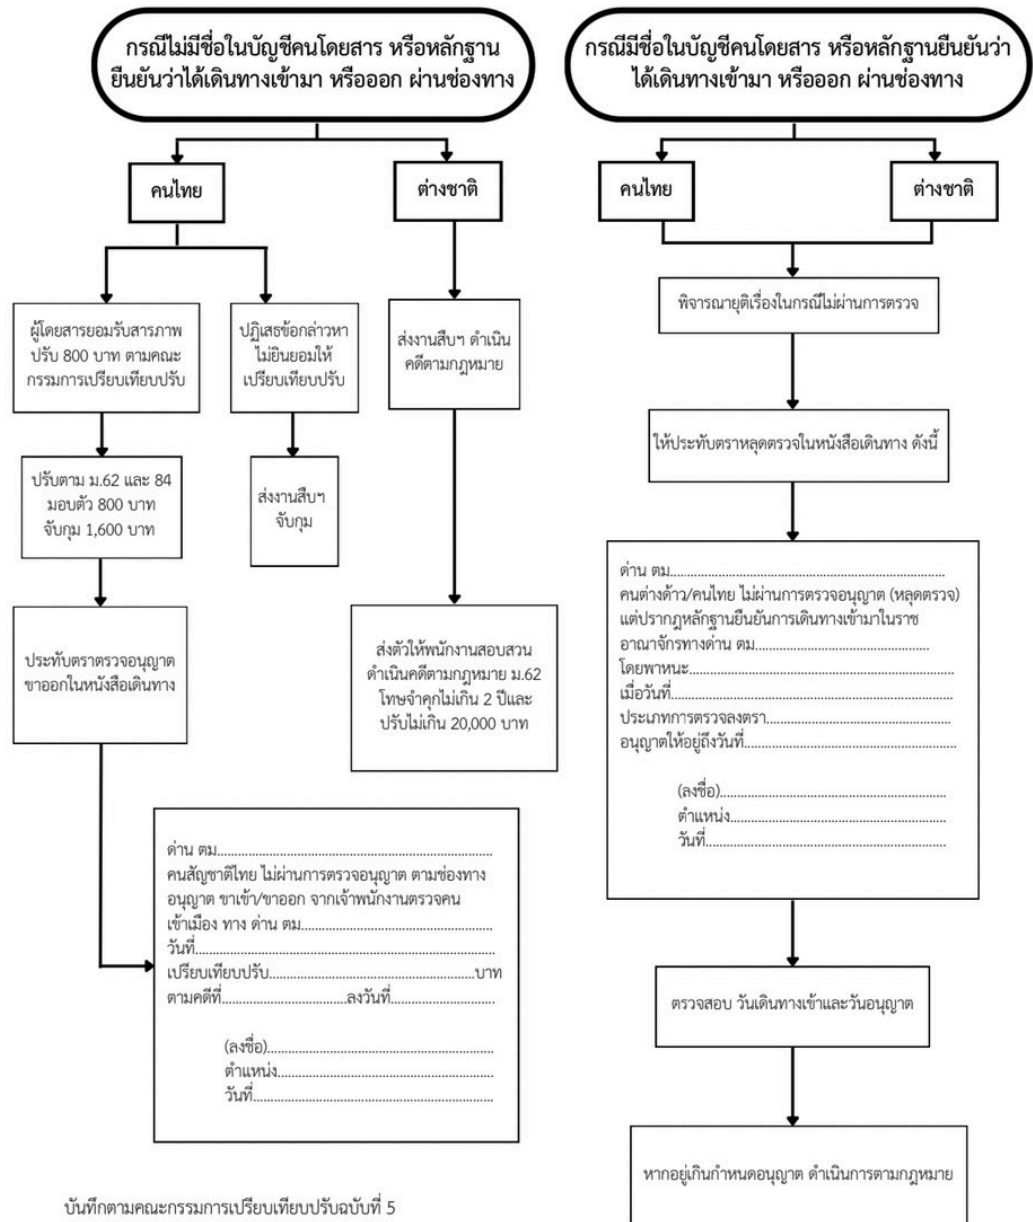 กรณีไม่มีชื่อในบัญชีคนโดยสาร หรือหลักฐาน
ยืนยันว่าได้เดินทางเข้ามา หรือออก ผ่านช่องทาง
คนไทย
ต่างชาติ
ผู้โดยสารยอมรับสารภาพ
ปรับ 800 บาท ตามคณะ
กรรมการเปรียบเทียบปรับ
ปฏิเสธข้อกล่าวหา
ไม่ยินยอมให้
เปรียบเทียบปรับ
ส่งงานสืบฯ ดำเนิน
คดีตามกฎหมาย
ปรับตาม ม.62 และ 84
มอบตัว 800 บาท
จับกุม 1,600 บาท
ส่งงานสืบฯ
จับกุม
ประทับตราตรวจอนุญาต
ขาออกในหนังสือเดินทาง
ส่งตัวให้พนักงานสอบสวน
ดำเนินคดีตามกฎหมาย ม.62
โทษจำคุกไม่เกิน 2 ปีและ
ปรับไม่เกิน 20,000 บาท
ด่าน ตม....................................................
คนสัญชาติไทย ไม่ผ่านการตรวจอนุญาต ตามช่องทาง
อนุญาต ขาเข้า/ขาออก จากเจ้าพนักงานตรวจคน
เข้าเมือง ทาง ด่าน ตม....................................
วันที่.......................................................
เปรียบเทียบปรับ.......................................บาท
ตามคดีที่........................ลงวันที่....................
(ลงชื่อ)...........................................
ตำแหน่ง.........................................
วันที่..............................................
บันทึกตามคณะกรรมการเปรียบเทียบปรับฉบับที่ 5
กรณีมีชื่อในบัญชีคนโดยสาร หรือหลักฐานยืนยันว่า
ได้เดินทางเข้ามา หรือออก ผ่านช่องทาง
คนไทย
ต่างชาติ
พิจารณายุติเรื่องในกรณีไม่ผ่านการตรวจ
ให้ประทับตราหลุดตรวจในหนังสือเดินทาง ดังนี้
ด่าน ตม....................................................
คนต่างด้าว/คนไทย ไม่ผ่านการตรวจอนุญาต (หลุดตรวจ)
แต่ปรากฎหลักฐานยืนยันการเดินทางเข้ามาในราช
อาณาจักรทางด่าน ตม....................................
โดยพาหนะ.................................................
เมื่อวันที่....................................................
ประเภทการตรวจลงตรา...................................
อนุญาตให้อยู่ถึงวันที่........................................
(ลงชื่อ)...........................................
ตำแหน่ง.........................................
วันที่..............................................
ตรวจสอบ วันเดินทางเข้าและวันอนุญาต
หากอยู่เกินกำหนดอนุญาต ดำเนินการตามกฎหมาย